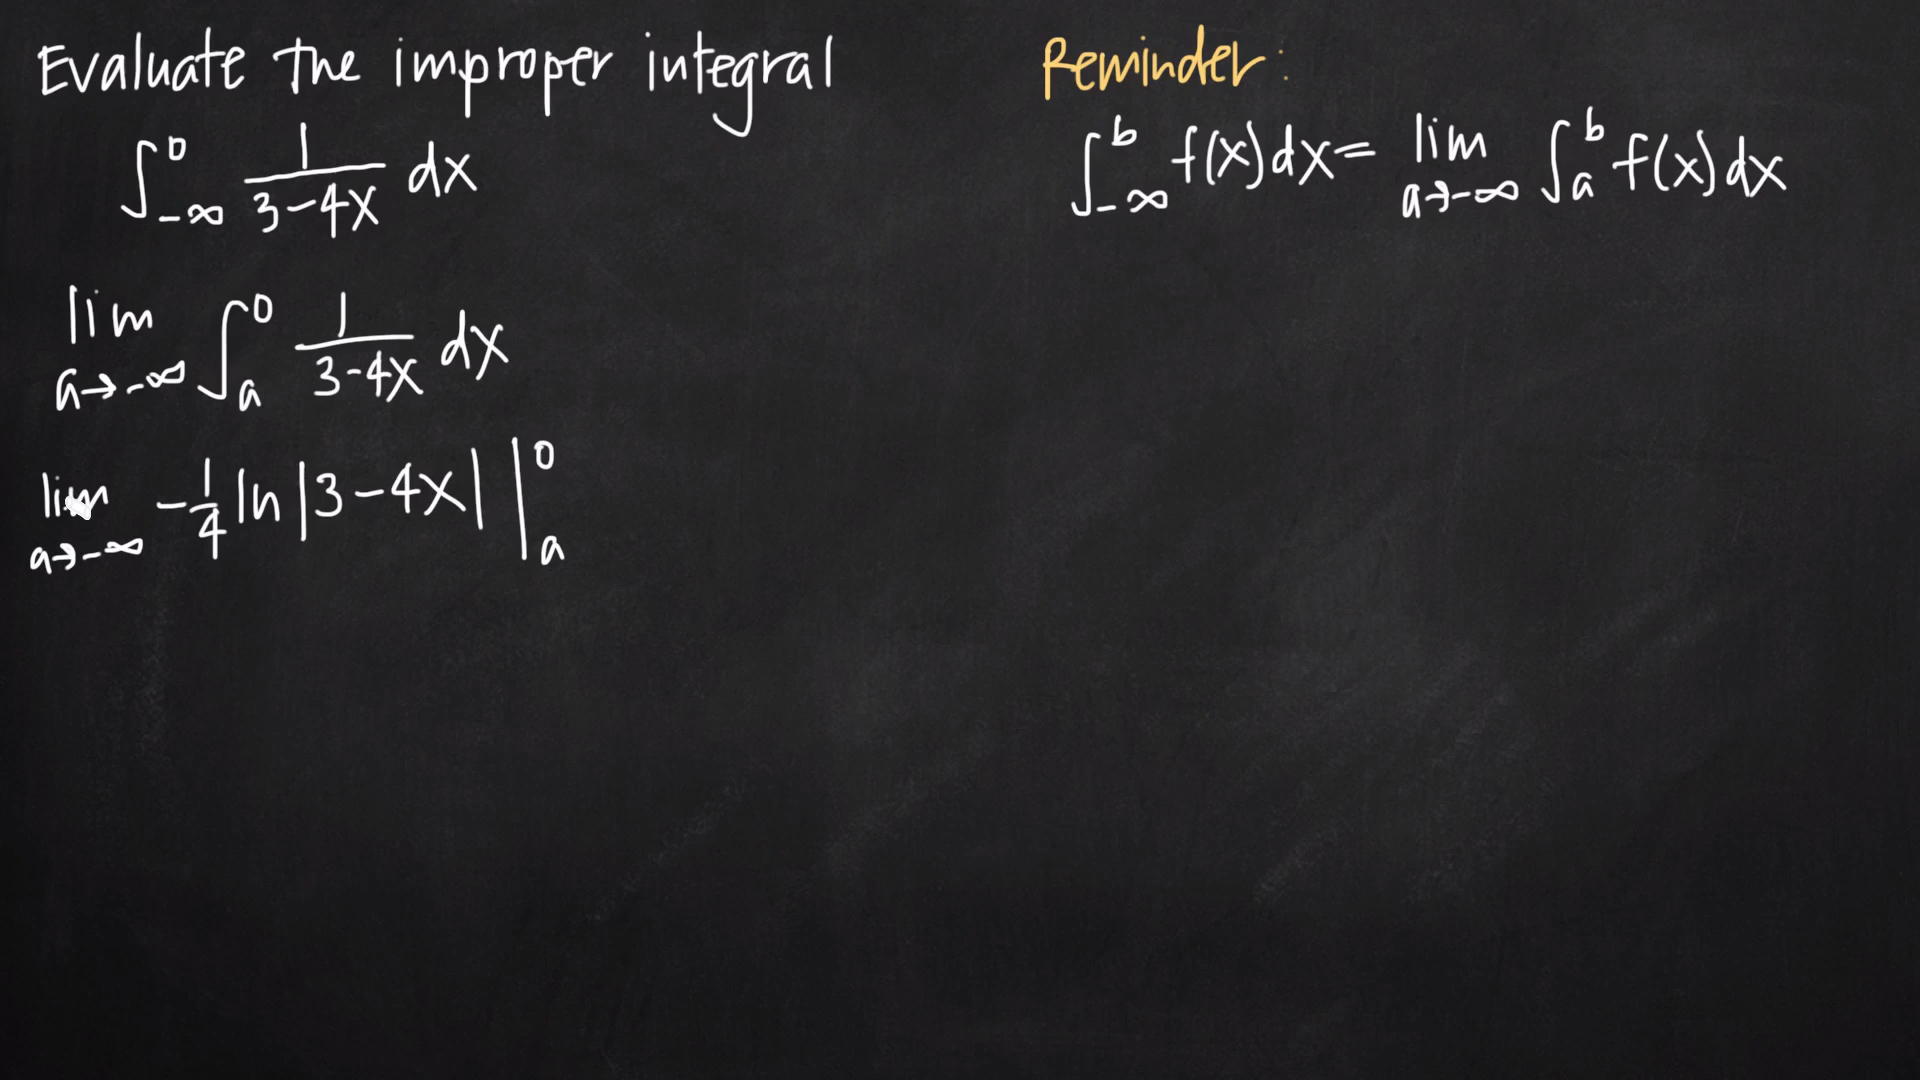 Evaluate the improper integral
∫_{-∞}^{0} 1/(3-4x) dx
lim_{a→-∞} ∫_{a}^{0} 1/(3-4x) dx
lim_{a→-∞} -1/4 ln|3-4x| |_{a}^{0}
Reminder:
∫_{-∞}^{b} f(x)dx = lim_{a→-∞} ∫_{a}^{b} f(x)dx